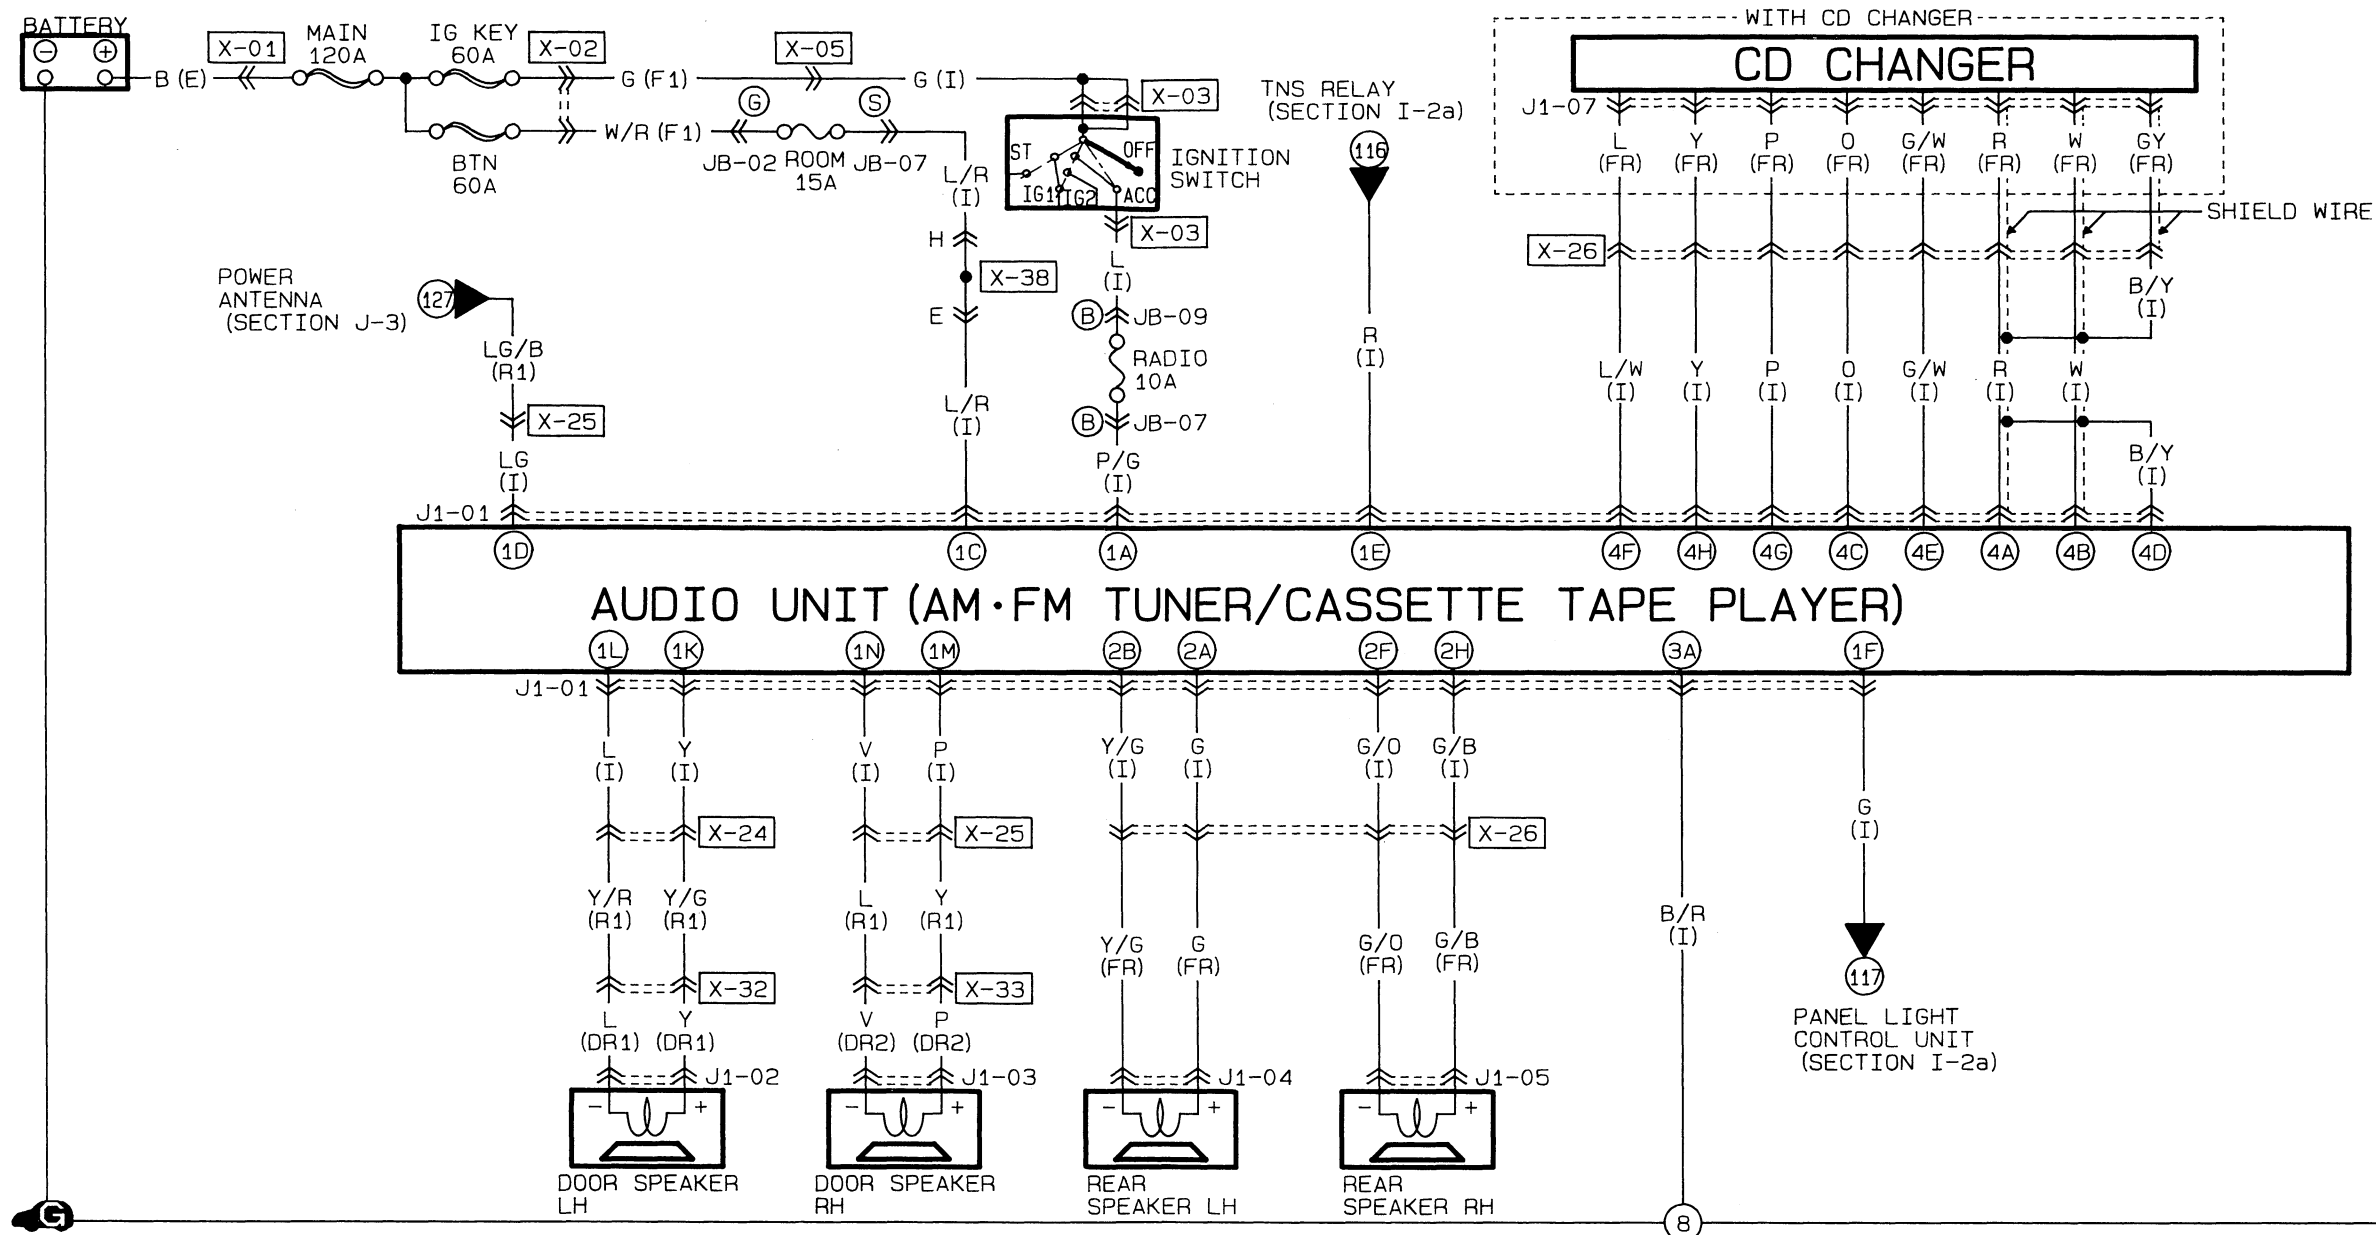 BATTERY
- +
B (E)
X-01
MAIN
120A
IG KEY
60A
X-02
G (F1)
X-05
G (I)
X-03
BTN
60A
W/R (F1)
G
S
JB-02
ROOM
15A
JB-07
L/R
(I)
ST
OFF
IG1
IG2
ACC
IGNITION
SWITCH
X-03
TNS RELAY
(SECTION I-2a)
116
WITH CD CHANGER
CD CHANGER
J1-07
L
(FR)
Y
(FR)
P
(FR)
O
(FR)
G/W
(FR)
R
(FR)
W
(FR)
GY
(FR)
SHIELD WIRE
X-26
B/Y
(I)
H
X-38
E
L/R
(I)
L
(I)
B
JB-09
RADIO
10A
B
JB-07
P/G
(I)
R
(I)
POWER
ANTENNA
(SECTION J-3)
127
LG/B
(R1)
X-25
LG
(I)
L/W
(I)
Y
(I)
P
(I)
O
(I)
G/W
(I)
R
(I)
W
(I)
B/Y
(I)
J1-01
1D 1C 1A 1E 4F 4H 4G 4C 4E 4A 4B 4D
AUDIO UNIT (AM·FM TUNER/CASSETTE TAPE PLAYER)
1L 1K 1N 1M 2B 2A 2F 2H 3A 1F
J1-01
L
(I)
Y
(I)
V
(I)
P
(I)
Y/G
(I)
G
(I)
G/O
(I)
G/B
(I)
G
(I)
X-24
X-25
X-26
Y/R
(R1)
Y/G
(R1)
L
(R1)
Y
(R1)
Y/G
(FR)
G
(FR)
G/O
(FR)
G/B
(FR)
B/R
(I)
117
PANEL LIGHT
CONTROL UNIT
(SECTION I-2a)
X-32
X-33
L
(DR1)
Y
(DR1)
V
(DR2)
P
(DR2)
J1-02
J1-03
J1-04
J1-05
- +
- +
- +
- +
DOOR SPEAKER
LH
DOOR SPEAKER
RH
REAR
SPEAKER LH
REAR
SPEAKER RH
G
8